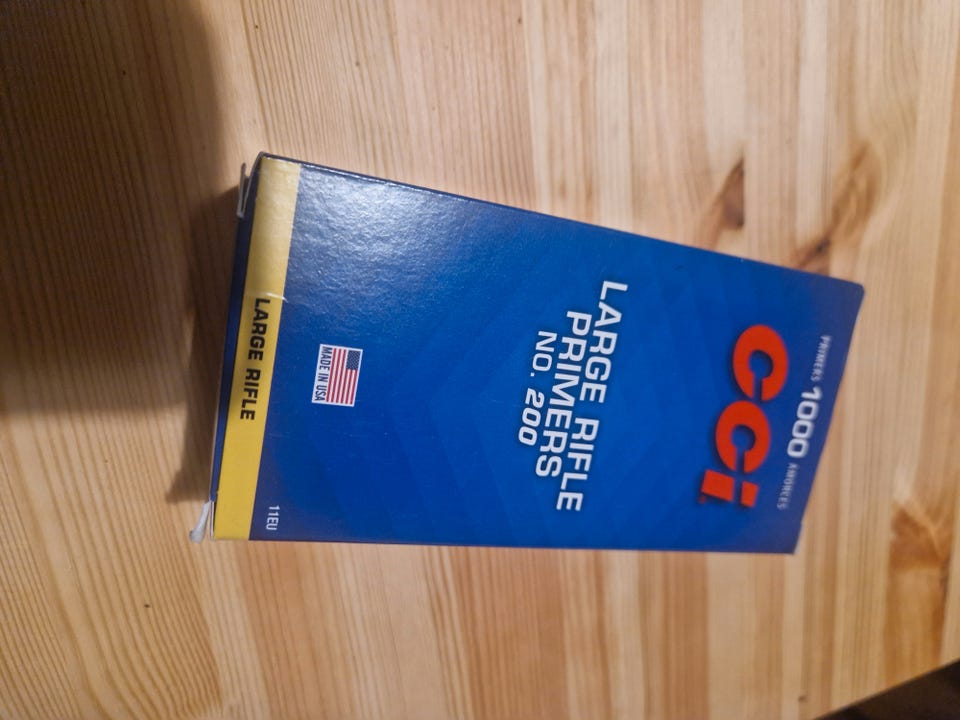 PRIMERS 1000 AMORCES
CCI
LARGE RIFLE
PRIMERS
NO. 200
MADE IN USA
11EU
LARGE RIFLE